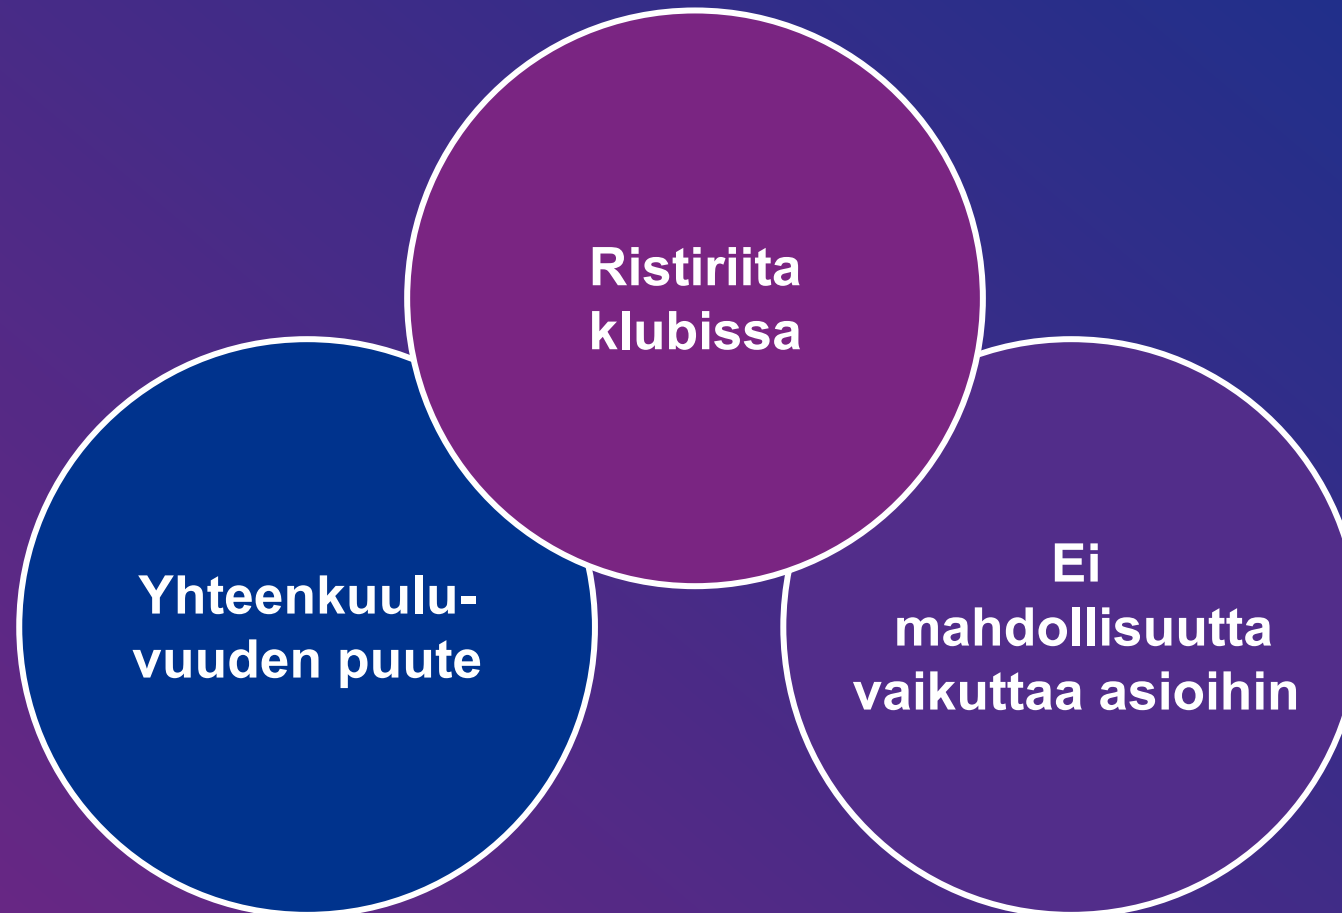 Ristiriita
klubissa
Yhteenkuulu-
vuuden puute
Ei
mahdollisuutta
vaikuttaa asioihin